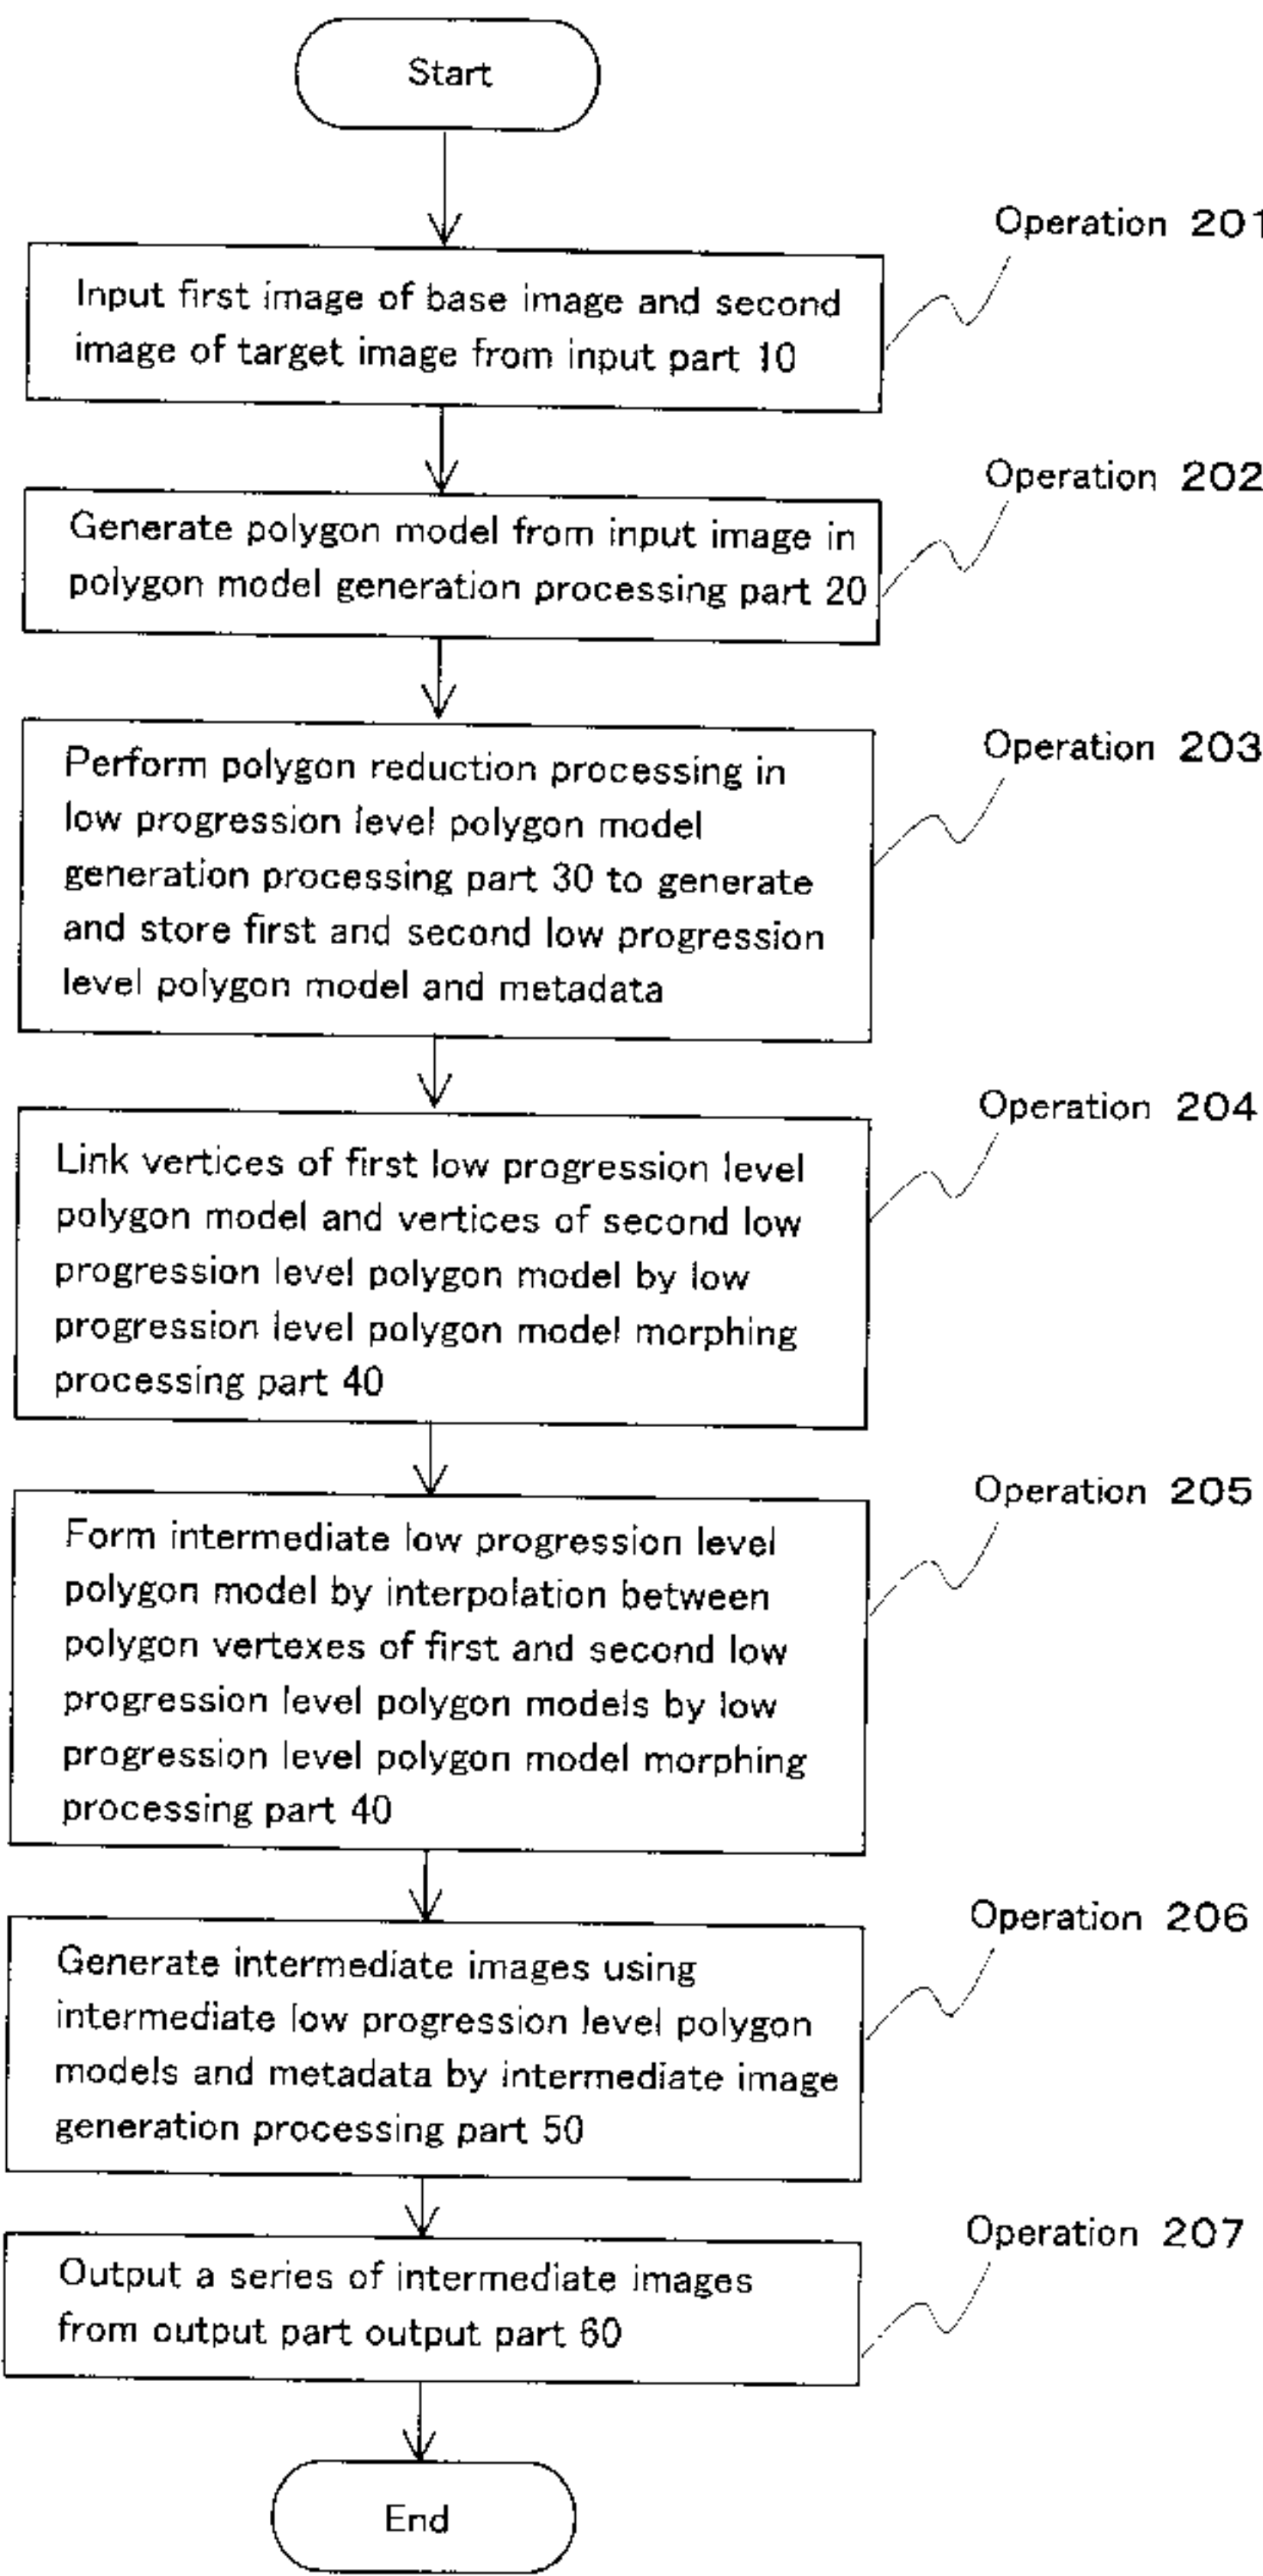 Start
Operation 201
Input first image of base image and second
image of target image from input part 10
Operation 202
Generate polygon model from input image in
polygon model generation processing part 20
Operation 203
Perform polygon reduction processing in
low progression level polygon model
generation processing part 30 to generate
and store first and second low progression
level polygon model and metadata
Operation 204
Link vertices of first low progression level
polygon model and vertices of second low
progression level polygon model by low
progression level polygon model morphing
processing part 40
Operation 205
Form intermediate low progression level
polygon model by interpolation between
polygon vertexes of first and second low
progression level polygon models by low
progression level polygon model morphing
processing part 40
Operation 206
Generate intermediate images using
intermediate low progression level polygon
models and metadata by intermediate image
generation processing part 50
Operation 207
Output a series of intermediate images
from output part output part 60
End